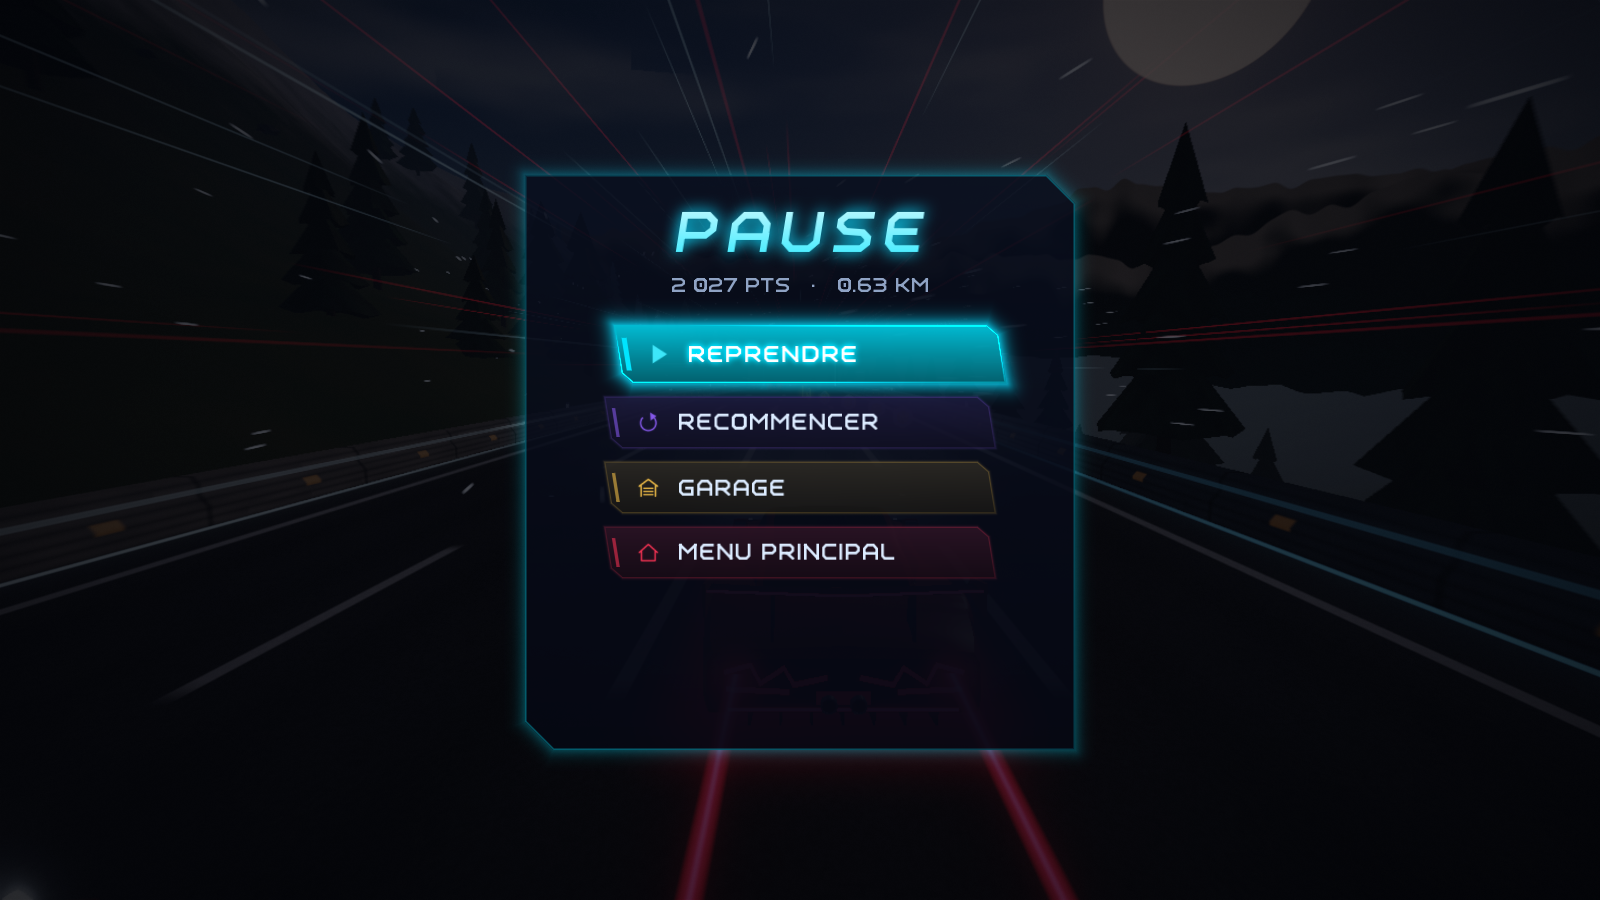 PAUSE
2 027 PTS · 0.63 KM
REPRENDRE
RECOMMENCER
GARAGE
MENU PRINCIPAL